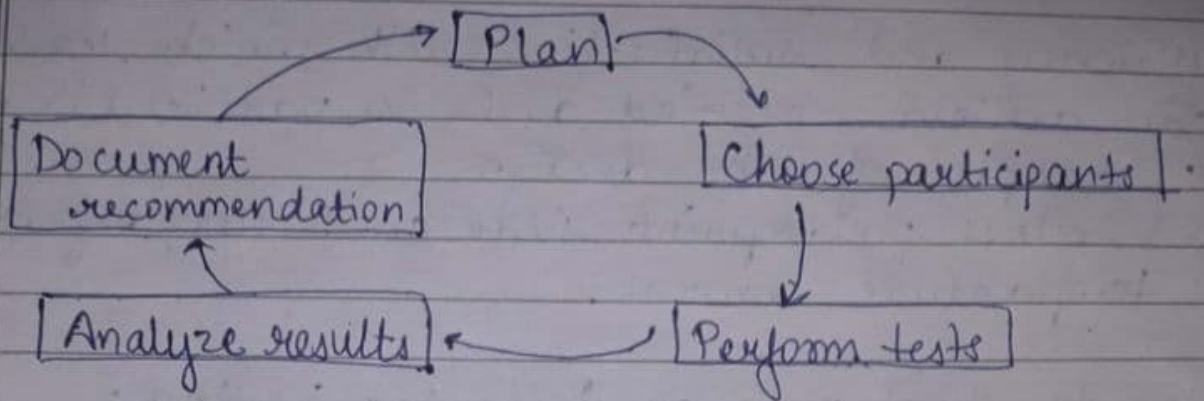 Plan
Choose participants
Document
recommendation
Analyze results
Perform tests